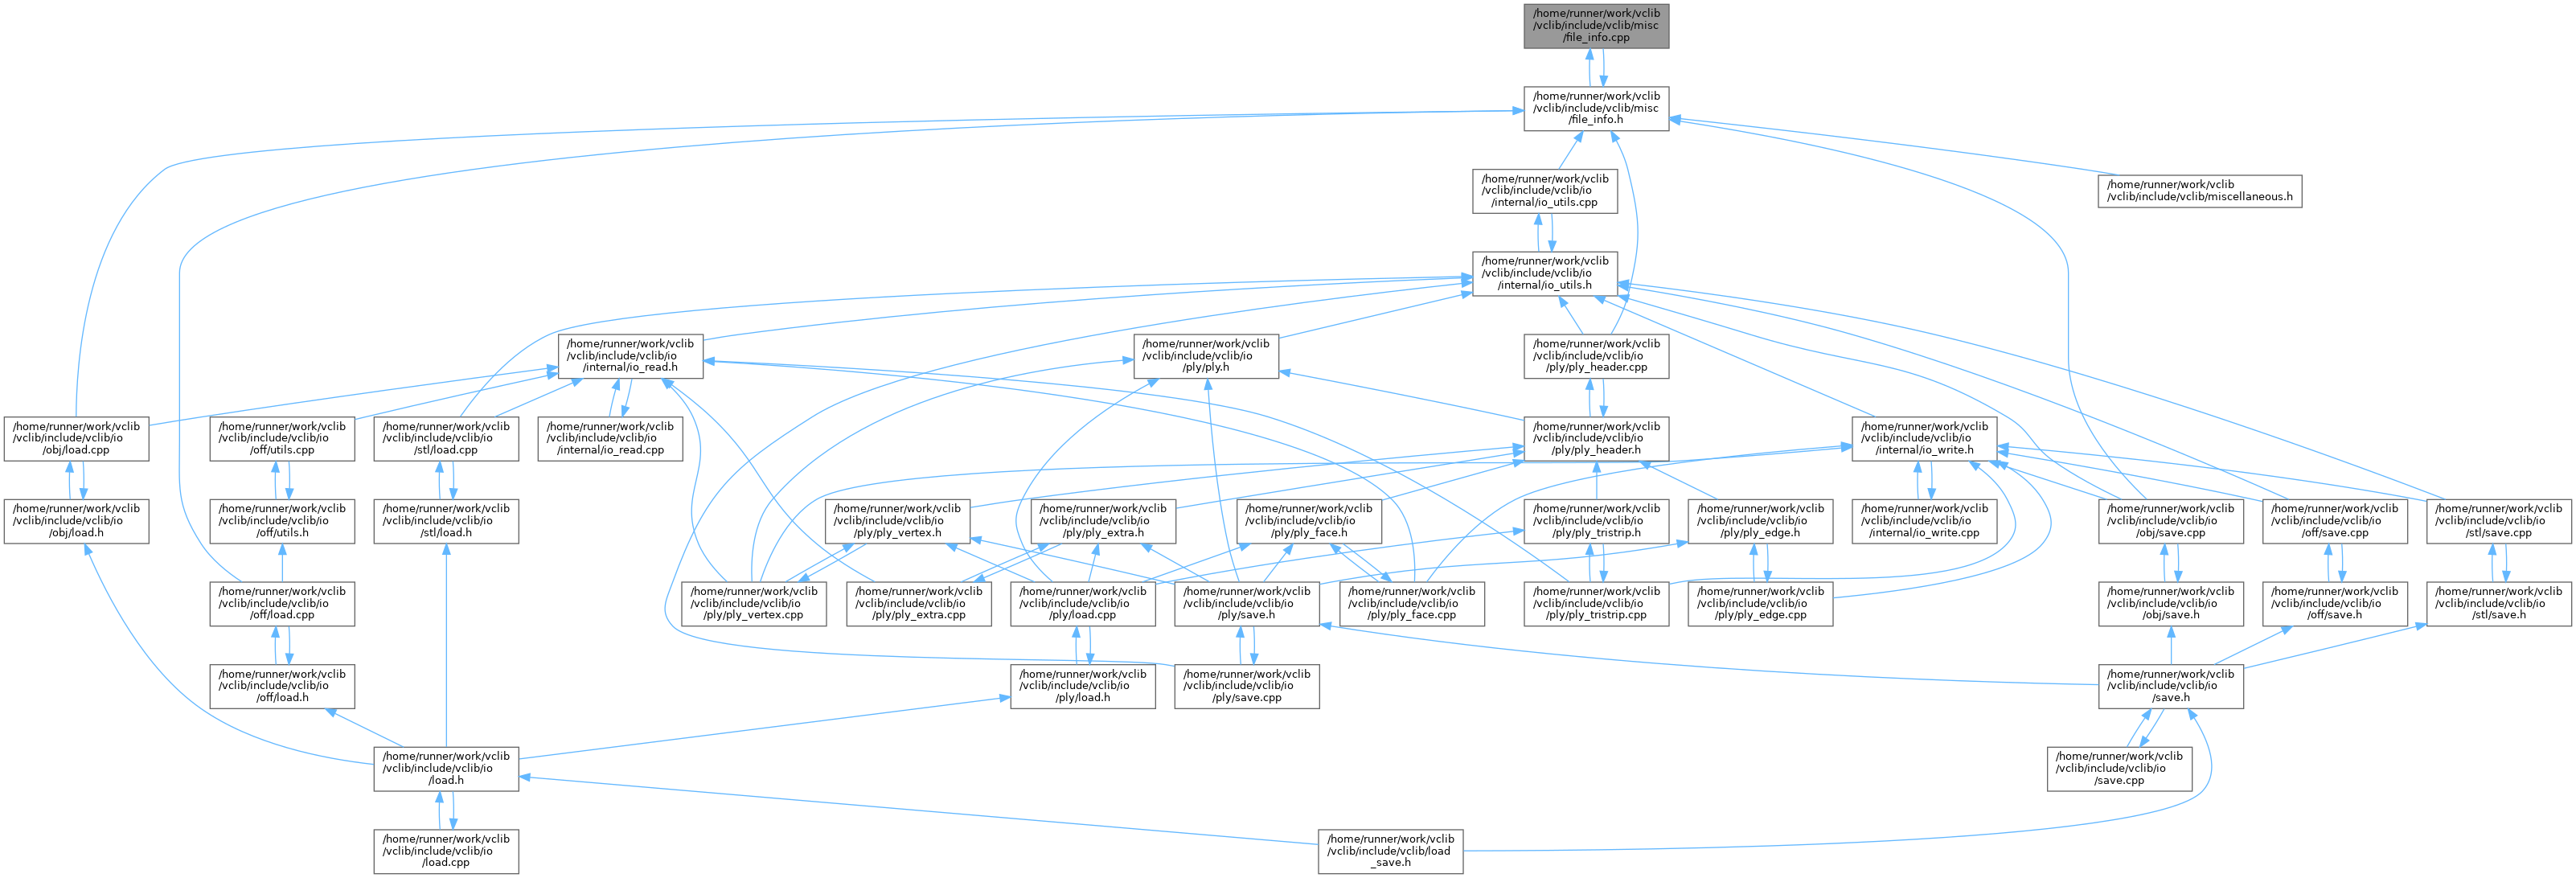 /home/runner/work/vclib
/vclib/include/vclib/misc
/file_info.cpp
/home/runner/work/vclib
/vclib/include/vclib/misc
/file_info.h
/home/runner/work/vclib
/vclib/include/vclib/io
/internal/io_utils.cpp
/home/runner/work/vclib
/vclib/include/vclib/miscellaneous.h
/home/runner/work/vclib
/vclib/include/vclib/io
/internal/io_utils.h
/home/runner/work/vclib
/vclib/include/vclib/io
/internal/io_read.h
/home/runner/work/vclib
/vclib/include/vclib/io
/ply/ply.h
/home/runner/work/vclib
/vclib/include/vclib/io
/ply/ply_header.cpp
/home/runner/work/vclib
/vclib/include/vclib/io
/obj/load.cpp
/home/runner/work/vclib
/vclib/include/vclib/io
/off/utils.cpp
/home/runner/work/vclib
/vclib/include/vclib/io
/stl/load.cpp
/home/runner/work/vclib
/vclib/include/vclib/io
/internal/io_read.cpp
/home/runner/work/vclib
/vclib/include/vclib/io
/ply/ply_header.h
/home/runner/work/vclib
/vclib/include/vclib/io
/internal/io_write.h
/home/runner/work/vclib
/vclib/include/vclib/io
/obj/load.h
/home/runner/work/vclib
/vclib/include/vclib/io
/off/utils.h
/home/runner/work/vclib
/vclib/include/vclib/io
/stl/load.h
/home/runner/work/vclib
/vclib/include/vclib/io
/ply/ply_vertex.h
/home/runner/work/vclib
/vclib/include/vclib/io
/ply/ply_extra.h
/home/runner/work/vclib
/vclib/include/vclib/io
/ply/ply_face.h
/home/runner/work/vclib
/vclib/include/vclib/io
/ply/ply_tristrip.h
/home/runner/work/vclib
/vclib/include/vclib/io
/ply/ply_edge.h
/home/runner/work/vclib
/vclib/include/vclib/io
/internal/io_write.cpp
/home/runner/work/vclib
/vclib/include/vclib/io
/obj/save.cpp
/home/runner/work/vclib
/vclib/include/vclib/io
/off/save.cpp
/home/runner/work/vclib
/vclib/include/vclib/io
/stl/save.cpp
/home/runner/work/vclib
/vclib/include/vclib/io
/off/load.cpp
/home/runner/work/vclib
/vclib/include/vclib/io
/ply/ply_vertex.cpp
/home/runner/work/vclib
/vclib/include/vclib/io
/ply/ply_extra.cpp
/home/runner/work/vclib
/vclib/include/vclib/io
/ply/load.cpp
/home/runner/work/vclib
/vclib/include/vclib/io
/ply/save.h
/home/runner/work/vclib
/vclib/include/vclib/io
/ply/ply_face.cpp
/home/runner/work/vclib
/vclib/include/vclib/io
/ply/ply_tristrip.cpp
/home/runner/work/vclib
/vclib/include/vclib/io
/ply/ply_edge.cpp
/home/runner/work/vclib
/vclib/include/vclib/io
/obj/save.h
/home/runner/work/vclib
/vclib/include/vclib/io
/off/save.h
/home/runner/work/vclib
/vclib/include/vclib/io
/stl/save.h
/home/runner/work/vclib
/vclib/include/vclib/io
/off/load.h
/home/runner/work/vclib
/vclib/include/vclib/io
/ply/load.h
/home/runner/work/vclib
/vclib/include/vclib/io
/ply/save.cpp
/home/runner/work/vclib
/vclib/include/vclib/io
/save.h
/home/runner/work/vclib
/vclib/include/vclib/io
/load.h
/home/runner/work/vclib
/vclib/include/vclib/io
/save.cpp
/home/runner/work/vclib
/vclib/include/vclib/io
/load.cpp
/home/runner/work/vclib
/vclib/include/vclib/load
_save.h